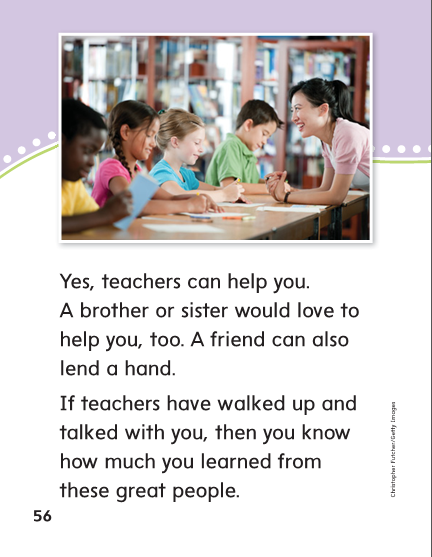 Yes, teachers can help you.
A brother or sister would love to
help you, too. A friend can also
lend a hand.
If teachers have walked up and
talked with you, then you know
how much you learned from
these great people.
Christopher Futcher/Getty Images
56